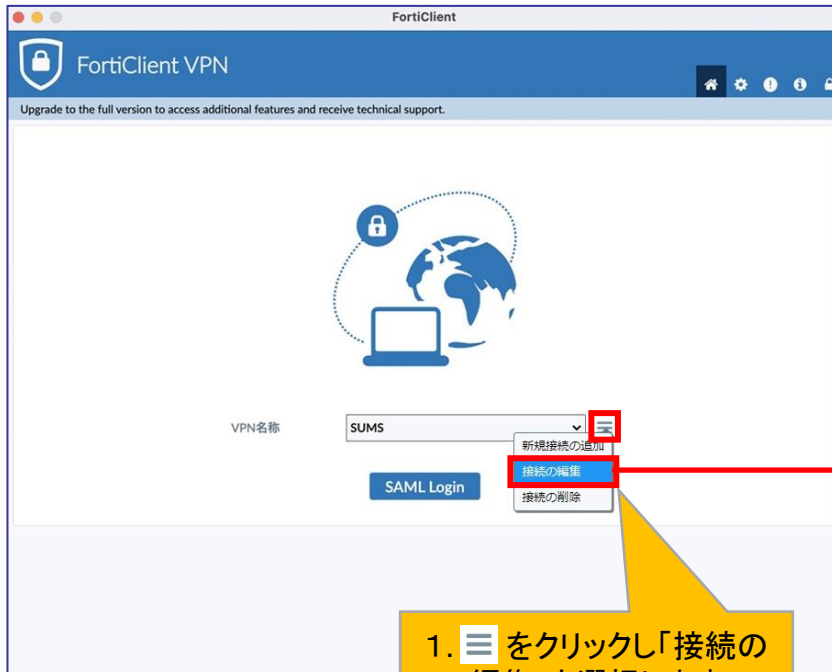 FortiClient
FortiClient VPN
Upgrade to the full version to access additional features and receive technical support.
VPN名称
SUMS
新規接続の追加
接続の編集
接続の削除
SAML Login
1. をクリックし「接続の